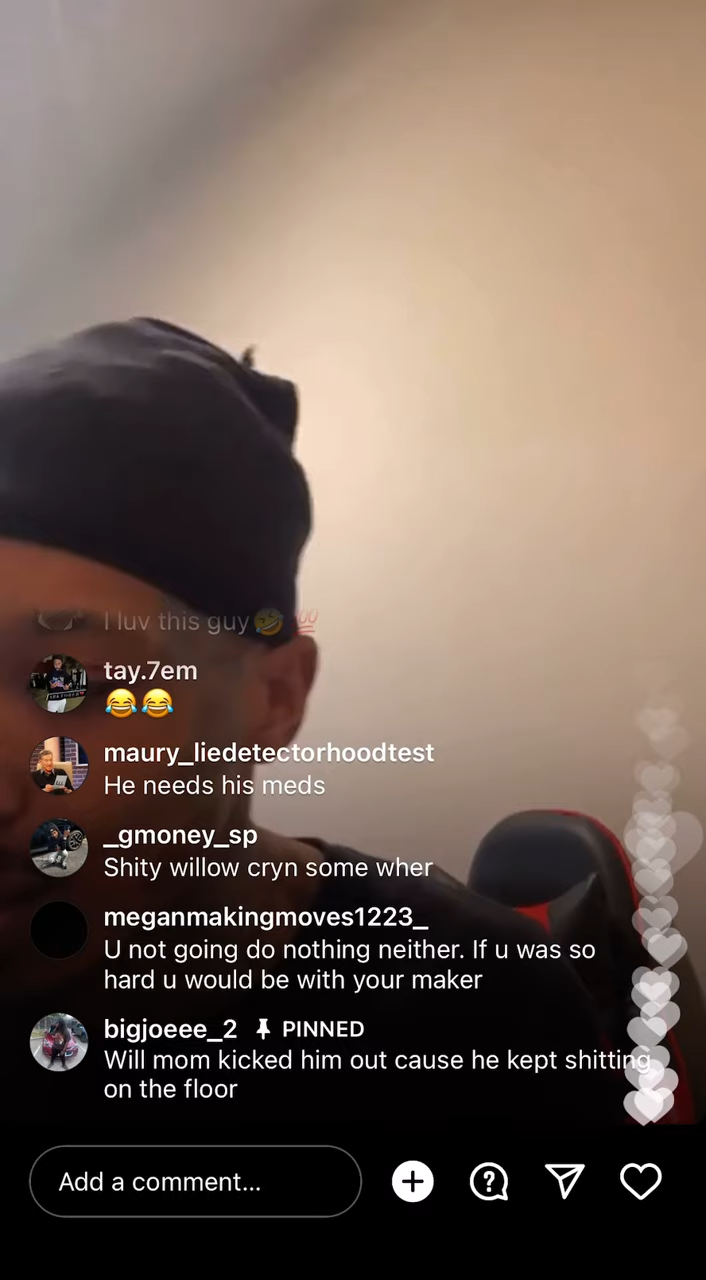 I luv this guy🤣💯
tay.7em
😂😂
maury_liedetectorhoodtest
He needs his meds
_gmoney_sp
Shity willow cryn some wher
meganmakingmoves1223_
U not going do nothing neither. If u was so
hard u would be with your maker
bigjoeee_2 📌 PINNED
Will mom kicked him out cause he kept shitting
on the floor
Add a comment...